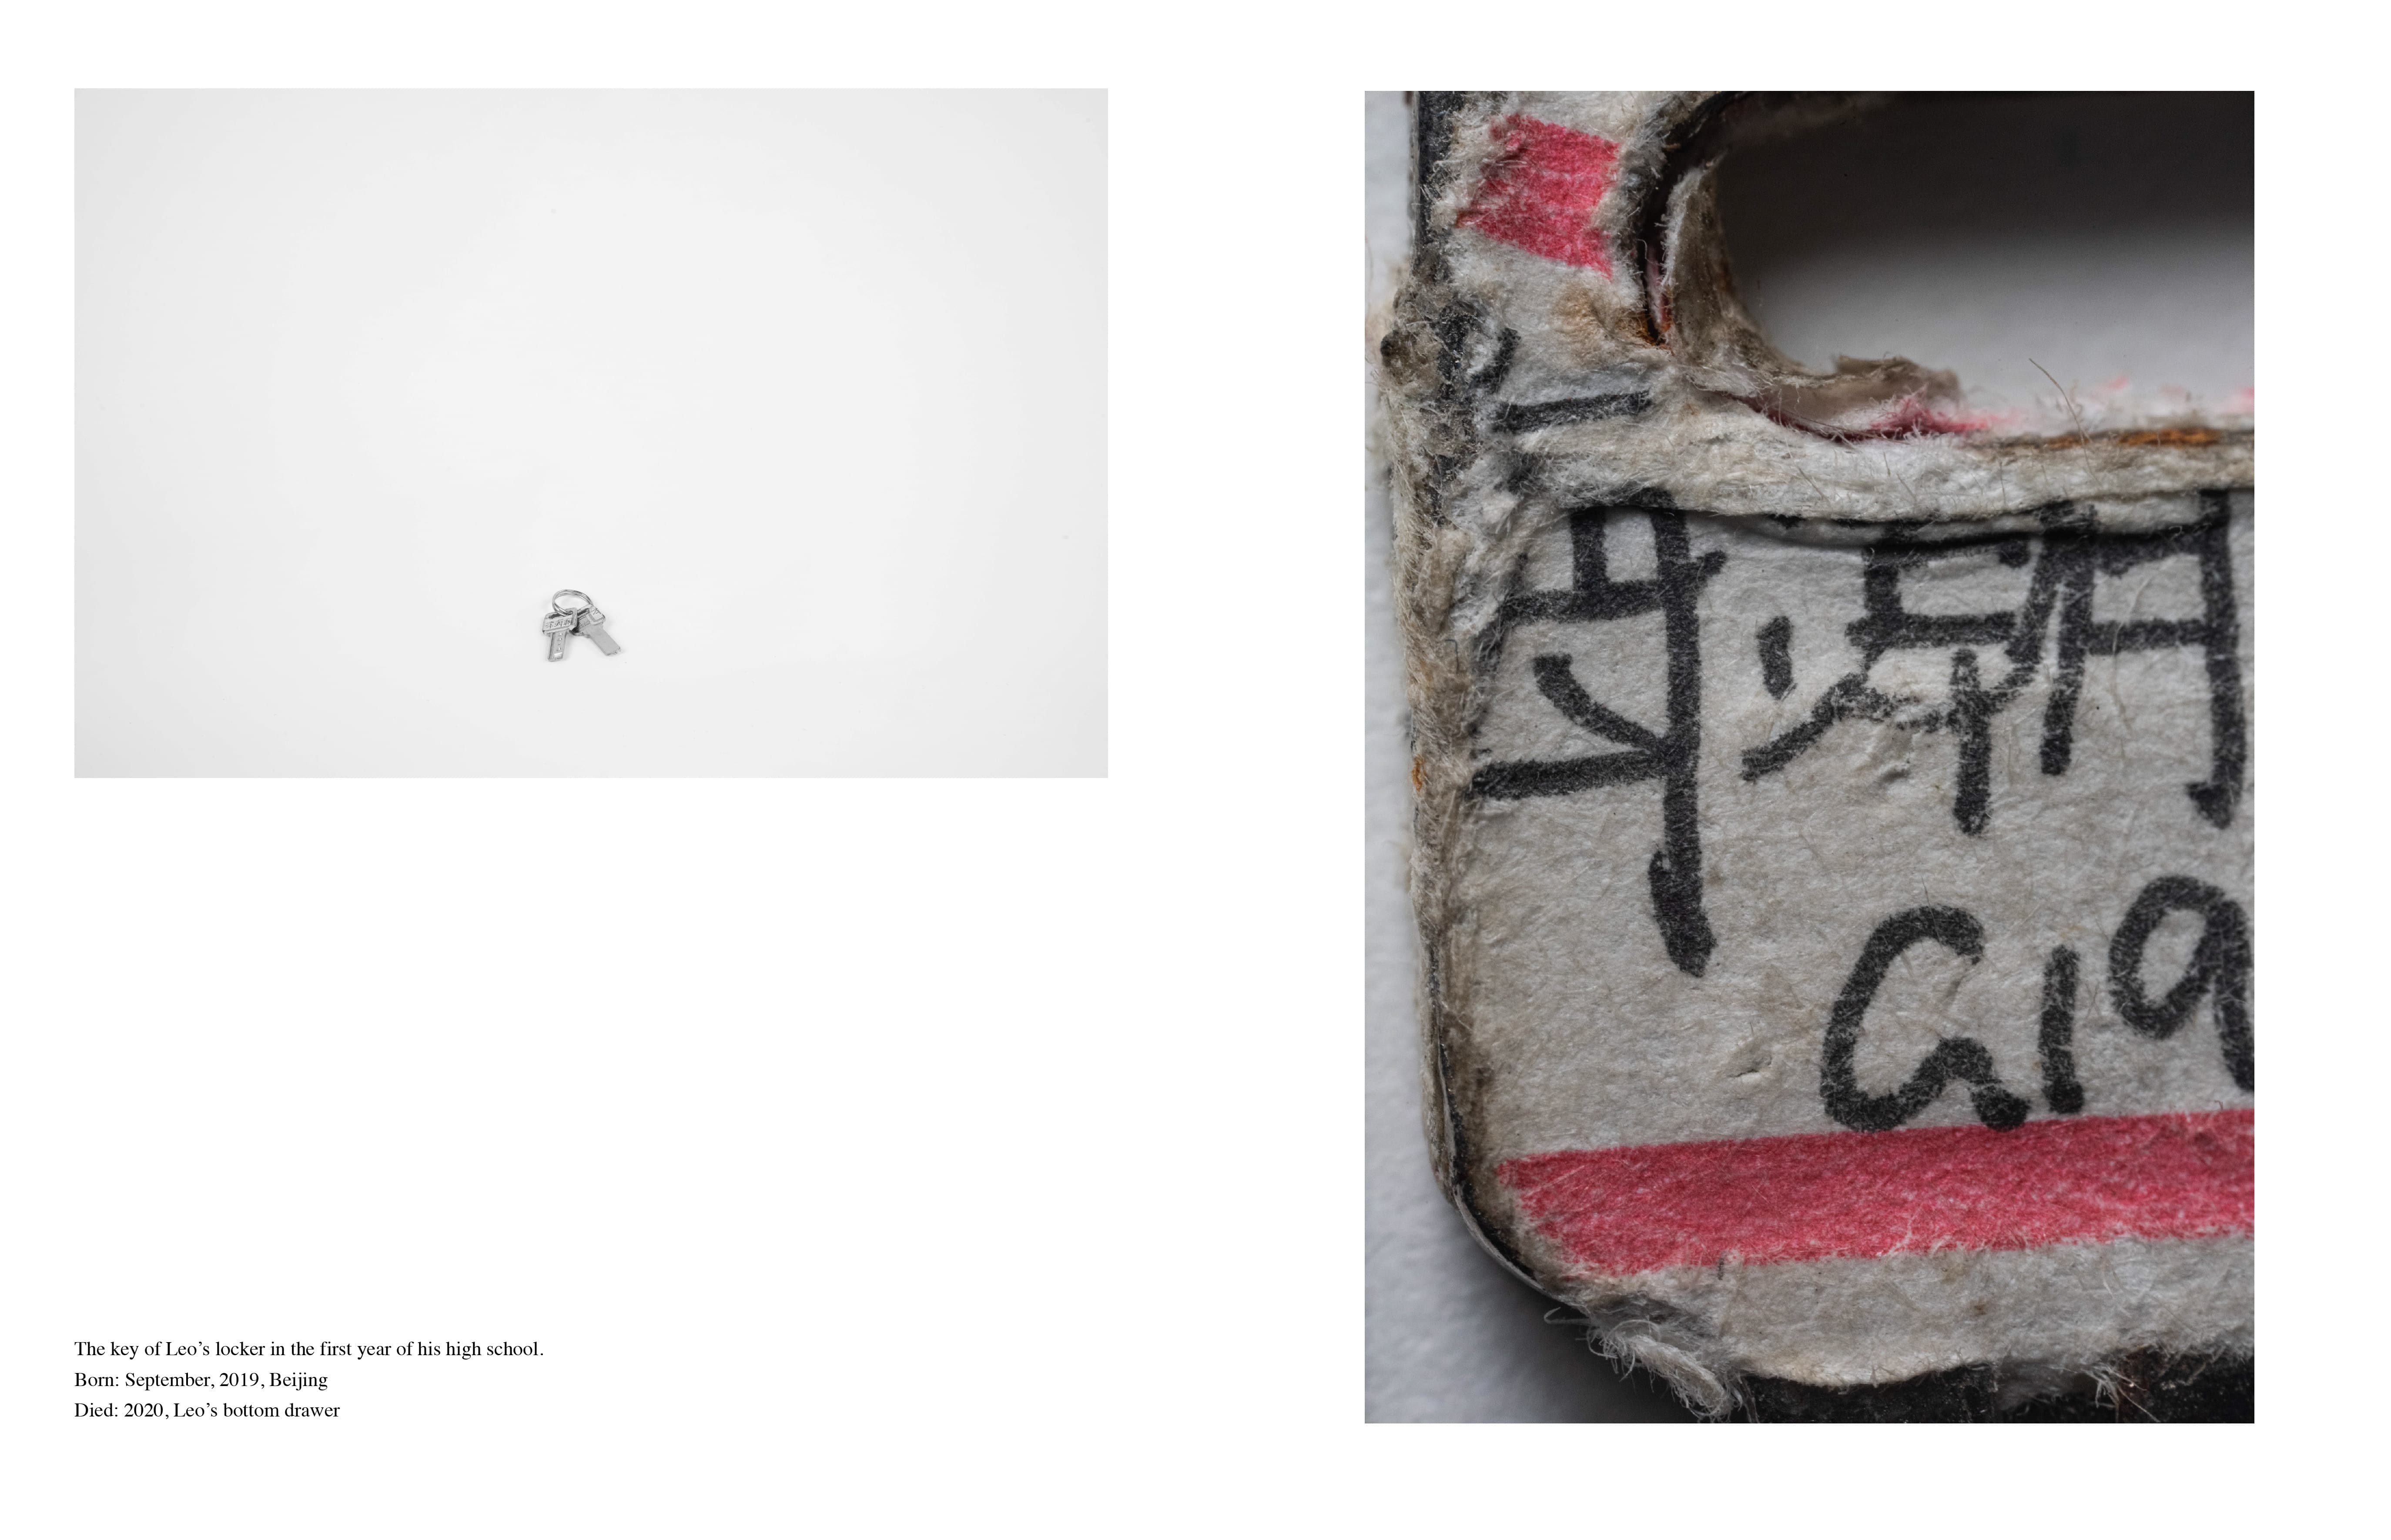 The key of Leo’s locker in the first year of his high school.
Born: September, 2019, Beijing
Died: 2020, Leo’s bottom drawer
G19